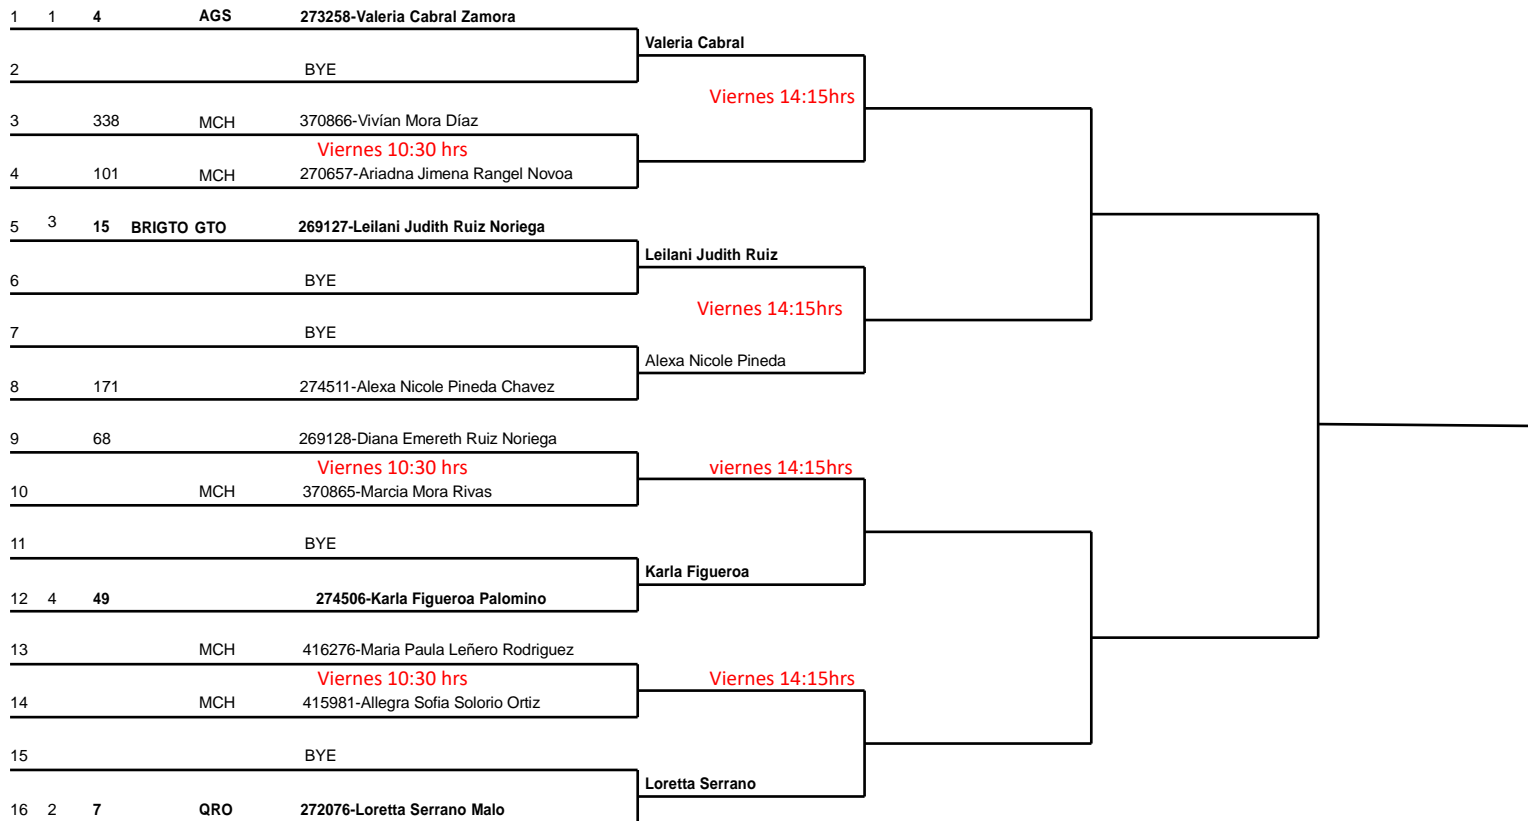 1 1 4 AGS 273258-Valeria Cabral Zamora
Valeria Cabral
2 BYE
Viernes 14:15hrs
3 338 MCH 370866-Vivían Mora Díaz
Viernes 10:30 hrs
4 101 MCH 270657-Ariadna Jimena Rangel Novoa
5 3 15 BRIGTO GTO 269127-Leilani Judith Ruiz Noriega
Leilani Judith Ruiz
6 BYE
Viernes 14:15hrs
7 BYE
Alexa Nicole Pineda
8 171 274511-Alexa Nicole Pineda Chavez
9 68 269128-Diana Emereth Ruiz Noriega
Viernes 10:30 hrs viernes 14:15hrs
10 MCH 370865-Marcia Mora Rivas
11 BYE
Karla Figueroa
12 4 49 274506-Karla Figueroa Palomino
13 MCH 416276-Maria Paula Leñero Rodriguez
Viernes 10:30 hrs Viernes 14:15hrs
14 MCH 415981-Allegra Sofia Solorio Ortiz
15 BYE
Loretta Serrano
16 2 7 QRO 272076-Loretta Serrano Malo